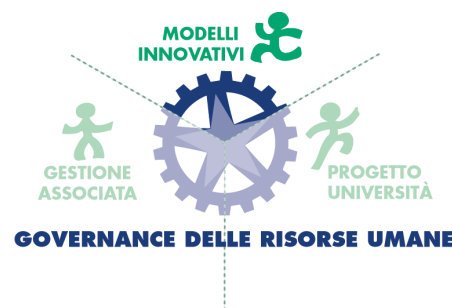 MODELLI
INNOVATIVI
GESTIONE
ASSOCIATA
PROGETTO
UNIVERSITÀ
GOVERNANCE DELLE RISORSE UMANE